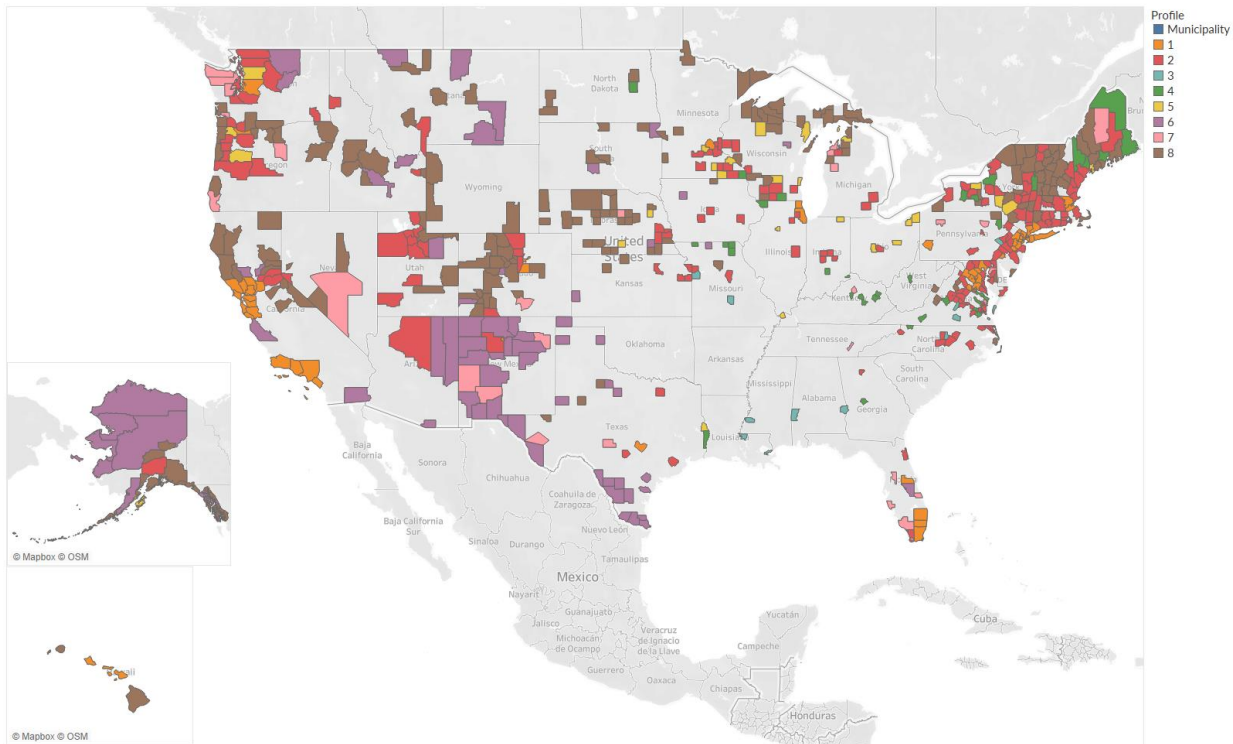 Profile
Municipality
1
2
3
4
5
6
7
8
North
Dakota
Minnesota
Wisconsin
Michigan
Wyoming
Iowa
United
States
Nev
Utah
California
Illinois
Pennsylvania
West
Virginia
Kansas
Missouri
Tennessee
North
Carolina
Oklahoma
Arkansas
South
Carolina
Mississippi
Alabama
Georgia
Texas
Louisiana
Baja
California
Sonora
Chihuahua
Coahuila de
Zaragoza
Baja California
Sur
Nuevo León
Sinaloa
Durango
Tamaulipas
Mexico
Nayarit
Guanajuato
Jalisco
Michoacán
de Ocampo
Veracruz
de Ignacio
de la Llave
Yucatán
Campeche
Guerrero
Oaxaca
Chiapas
Cuba
Honduras
© Mapbox © OSM
© Mapbox © OSM